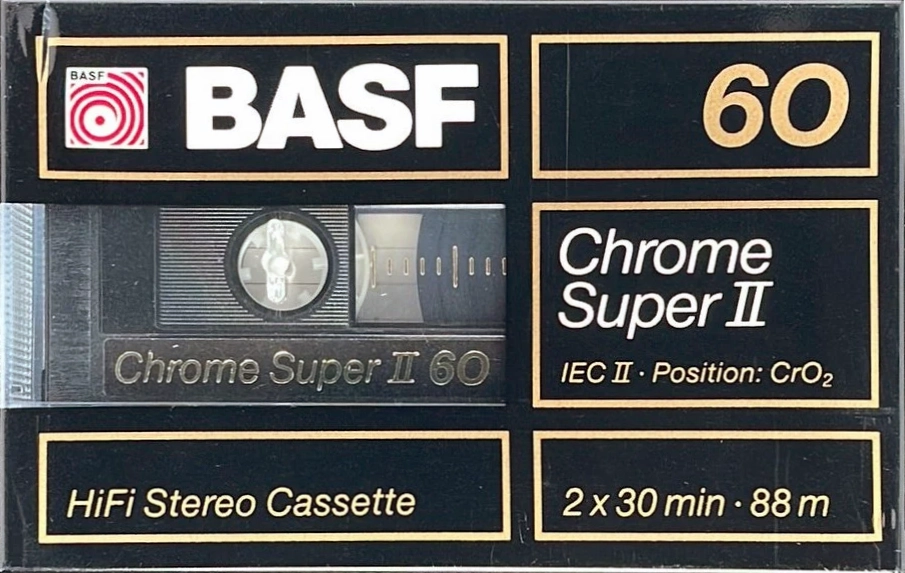 BASF
BASF
60
Chrome Super II 60
Chrome
Super II
IEC II · Position: CrO₂
HiFi Stereo Cassette
2 x 30 min · 88 m